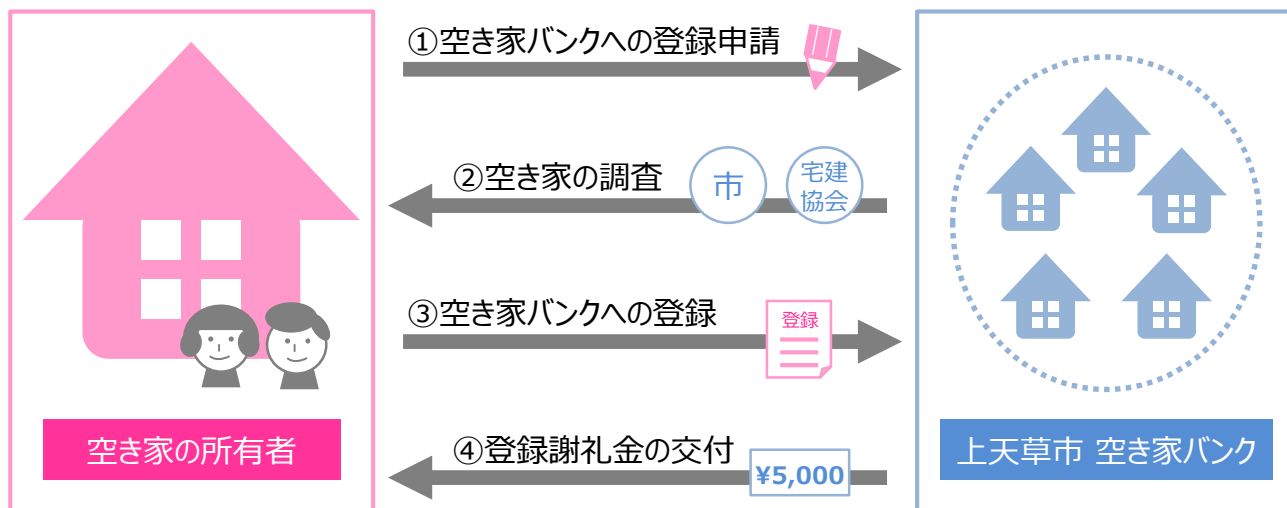 ①空き家バンクへの登録申請
②空き家の調査
市
宅建
協会
③空き家バンクへの登録
登録
④登録謝礼金の交付
¥5,000
空き家の所有者
上天草市 空き家バンク